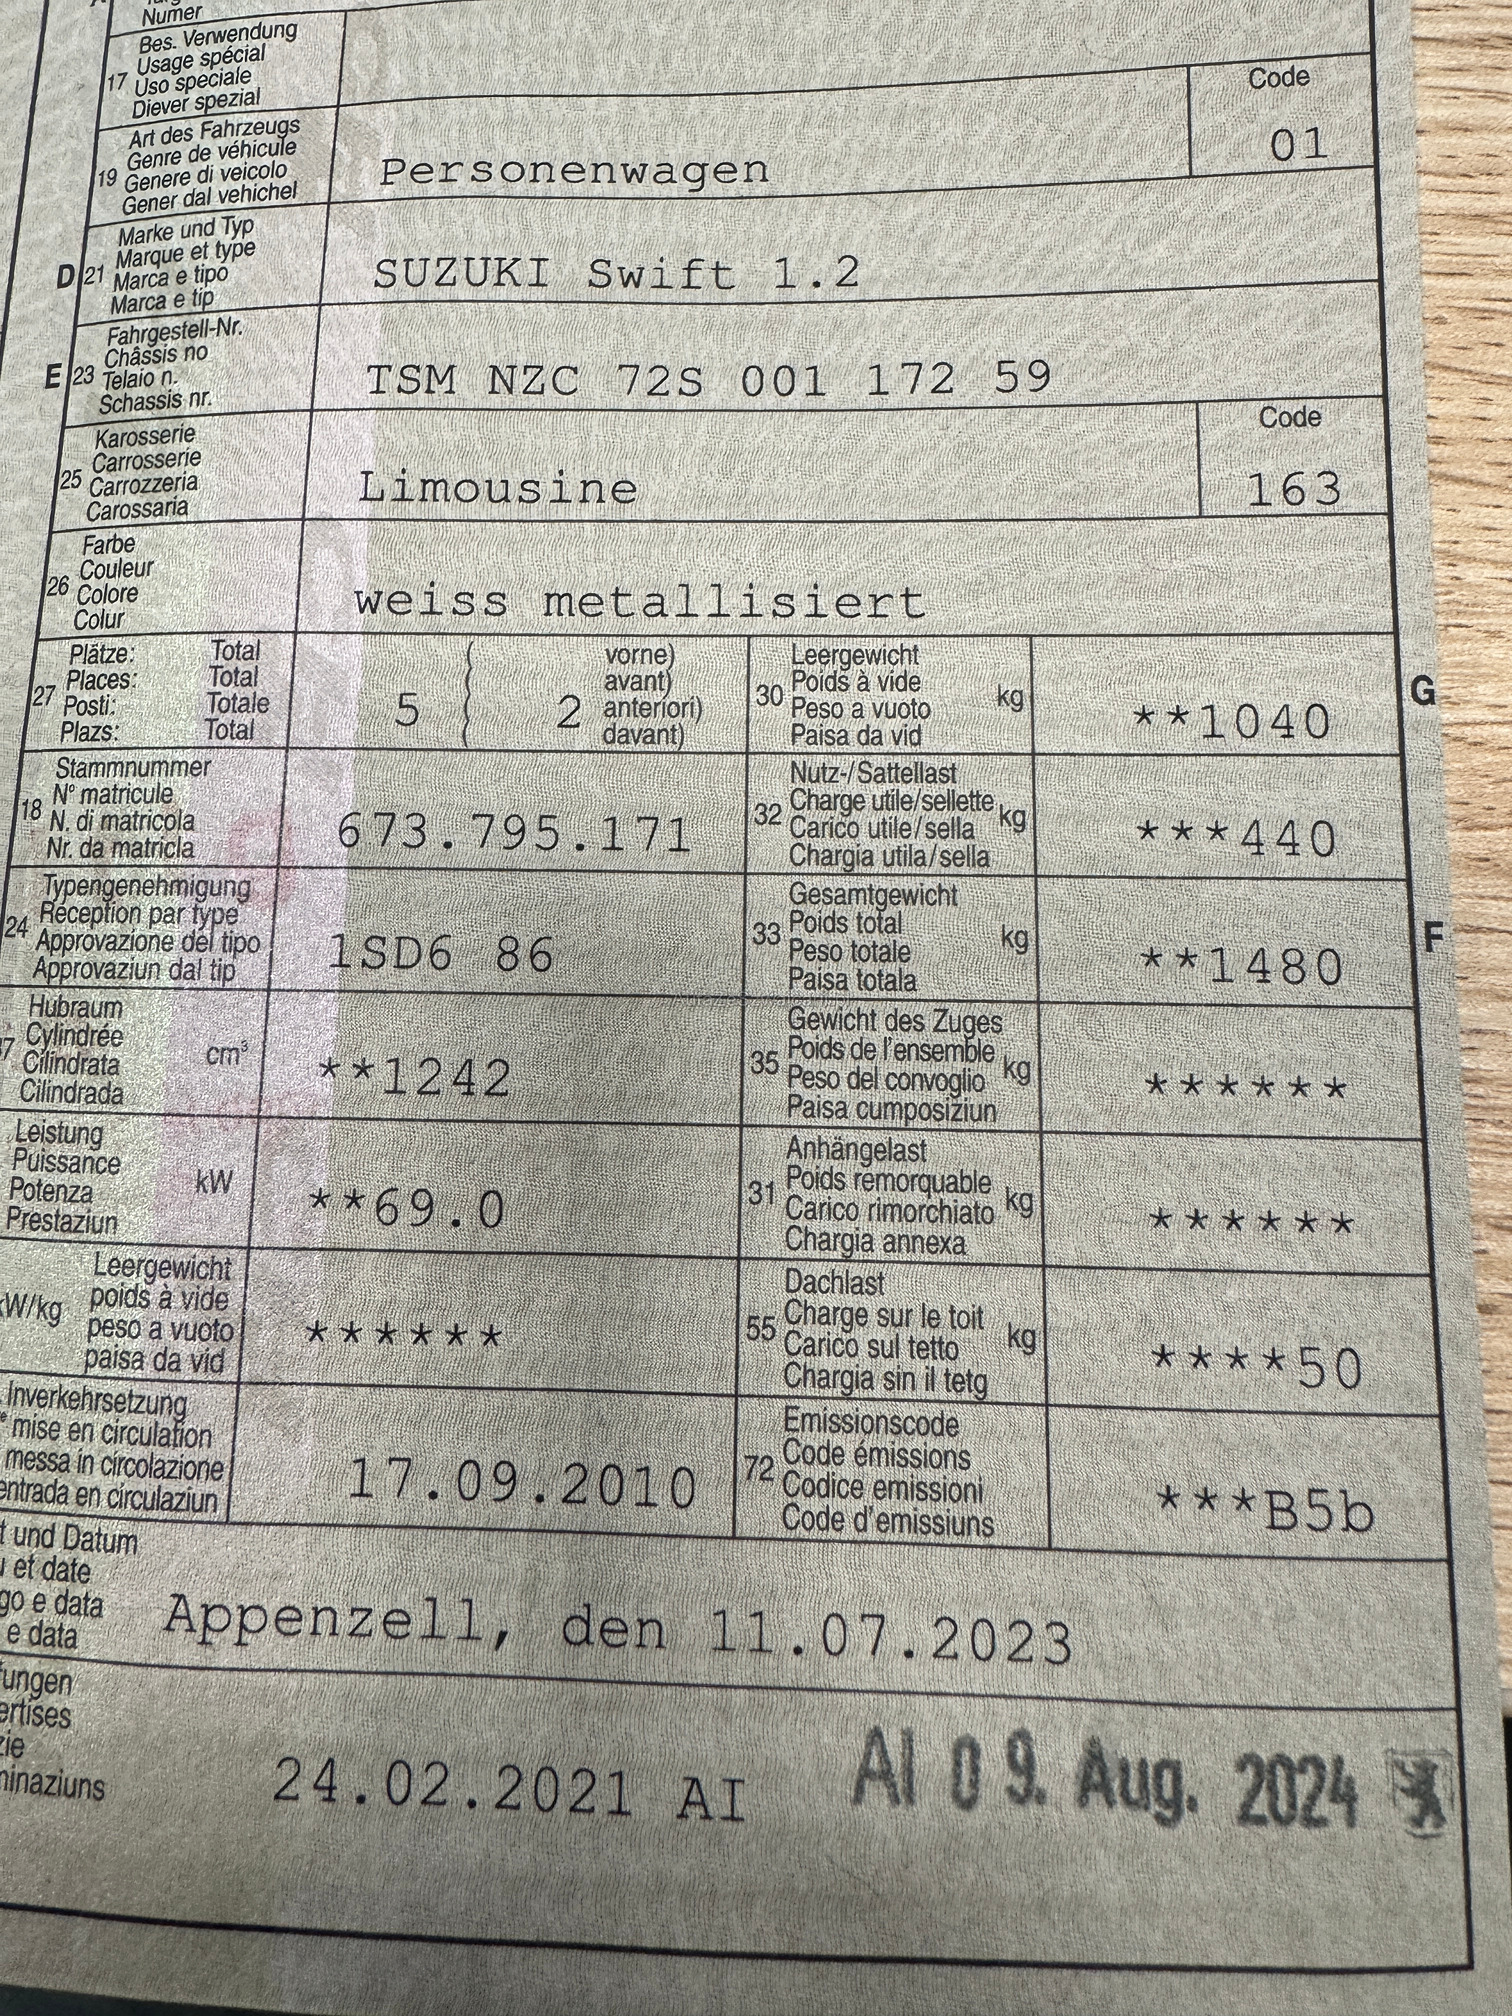 Numer
Bes. Verwendung
Usage spécial
17 Uso speciale
Diever spezial
Code
01
Art des Fahrzeugs
Genre de véhicule
19 Genere di veicolo
Gener dal vehichel
Personenwagen
Marke und Typ
Marque et type
D 21 Marca e tipo
Marca e tip
SUZUKI Swift 1.2
Fahrgestell-Nr.
Châssis no
E 23 Telaio n.
Schassis nr.
TSM NZC 72S 001 172 59
Karosserie
Carrosserie
25 Carrozzeria
Carossaria
Limousine
Code
163
Farbe
Couleur
26 Colore
Colur
weiss metallisiert
Plätze: Total
Places: Total
27 Posti: Totale
Plazs: Total
5 2
vorne)
avant)
anteriori)
davant)
Leergewicht
Poids à vide
30 Peso a vuoto kg
Paisa da vid
**1040
G
Stammnummer
N° matricule
18 N. di matricola
Nr. da matricla
673.795.171
Nutz-/Sattellast
Charge utile/sellette
32 Carico utile/sella kg
Chargia utila/sella
***440
Typengenehmigung
Réception par type
24 Approvazione del tipo
Approvaziun dal tip
1SD6 86
Gesamtgewicht
Poids total
33 Peso totale kg
Paisa totala
**1480
F
Hubraum
Cylindrée
7 Cilindrata cm³
Cilindrada
**1242
Gewicht des Zuges
Poids de l'ensemble
35 Peso del convoglio kg
Paisa cumposiziun
******
Leistung
Puissance
Potenza kW
Prestaziun
**69.0
Anhängelast
Poids remorquable
31 Carico rimorchiato kg
Chargia annexa
******
Leergewicht
poids à vide
W/kg peso a vuoto
paisa da vid
******
Dachlast
Charge sur le toit
55 Carico sul tetto kg
Chargia sin il tetg
****50
Inverkehrsetzung
mise en circulation
messa in circolazione
entrada en circulaziun
17.09.2010
Emissionscode
Code émissions
72 Codice emissioni
Code d'emissiuns
***B5b
t und Datum
et date
go e data
e data
Appenzell, den 11.07.2023
ungen
ertises
zie
ninaziuns
24.02.2021 AI
AI 09. Aug. 2024